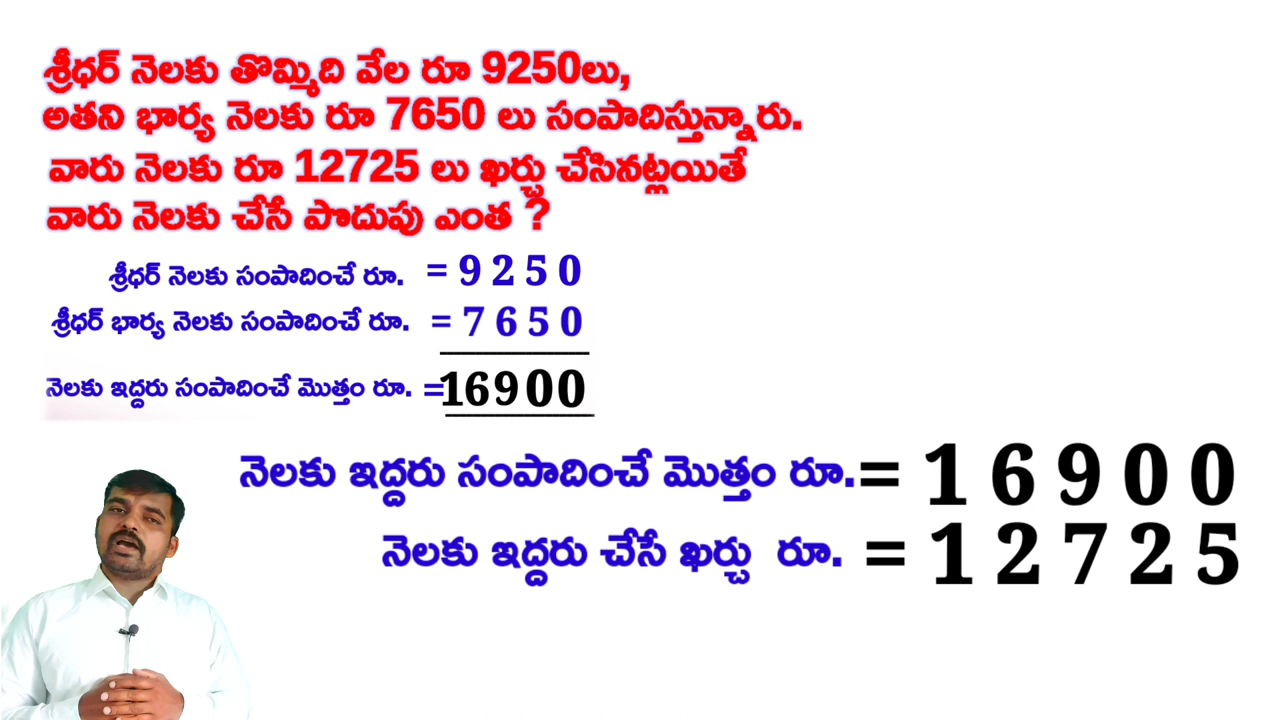 శ్రీధర్ నెలకు తొమ్మిది వేల రూ 9250లు,
అతని భార్య నెలకు రూ 7650 లు సంపాదిస్తున్నారు.
వారు నెలకు రూ 12725 లు ఖర్చు చేసినట్లయితే
వారు నెలకు చేసే పొదుపు ఎంత ?
శ్రీధర్ నెలకు సంపాదించే రూ. = 9 2 5 0
శ్రీధర్ భార్య నెలకు సంపాదించే రూ. = 7 6 5 0
నెలకు ఇద్దరు సంపాదించే మొత్తం రూ. =16900
నెలకు ఇద్దరు సంపాదించే మొత్తం రూ.= 1 6 9 0 0
నెలకు ఇద్దరు చేసే ఖర్చు రూ. = 1 2 7 2 5